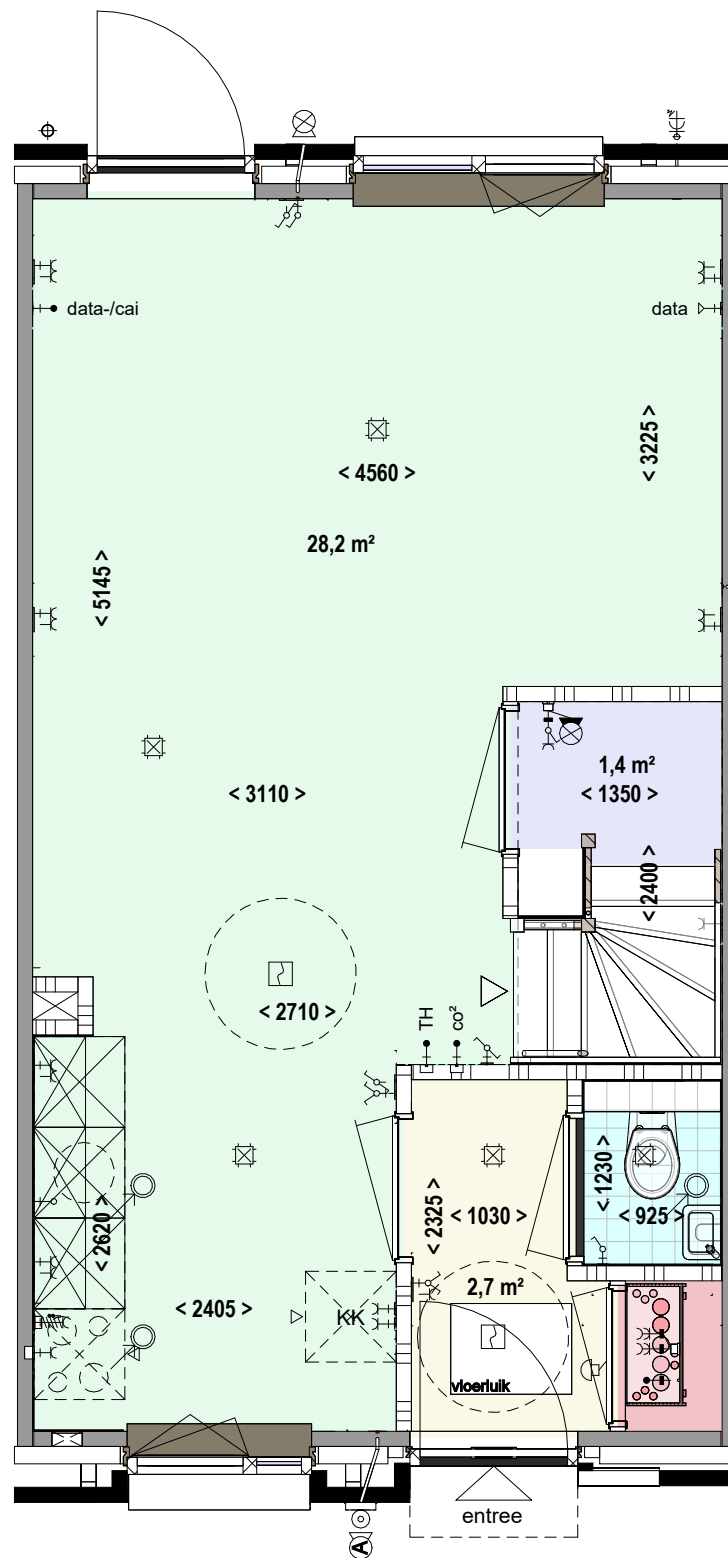 data-/cai
data
< 4560 >
< 3225 >
28,2 m²
< 5145 >
1,4 m²
< 3110 >
< 1350 >
< 2400 >
< 2710 >
TH
co²
< 1230 >
< 2325 >
< 1030 >
< 925 >
< 2620 >
2,7 m²
< 2405 >
KK
vloerluik
entree
A